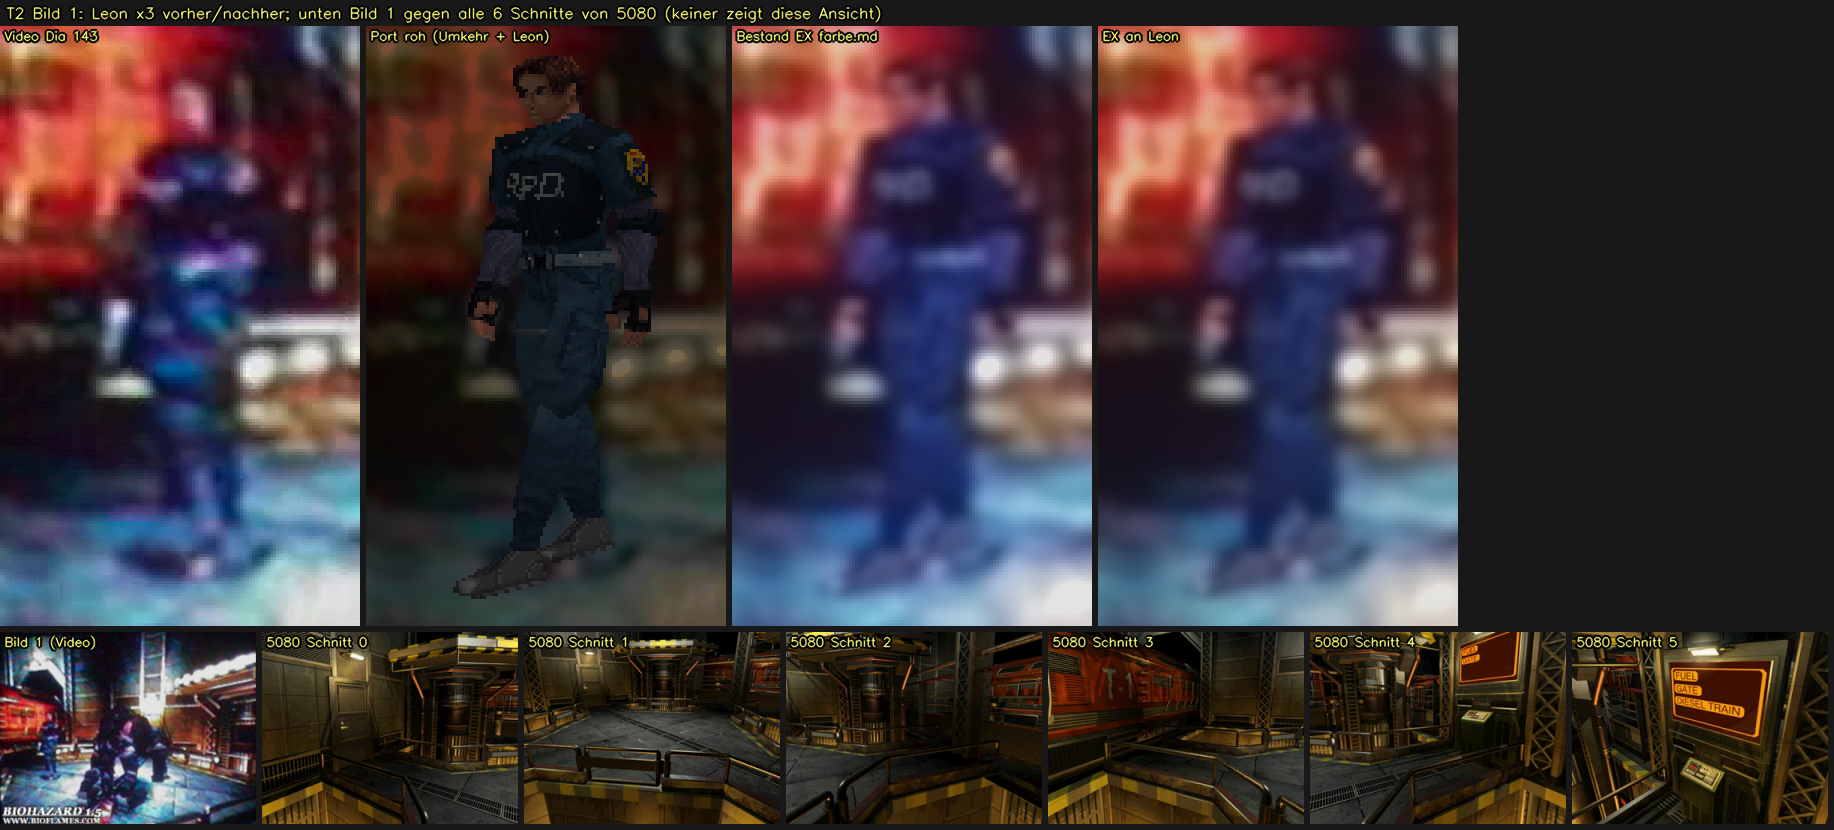 T2 Bild 1: Leon x3 vorher/nachher; unten Bild 1 gegen alle 6 Schnitte von 5080 (keiner zeigt diese Ansicht)
Video Dia 143
Port roh (Umkehr + Leon)
Bestand EX farbe.md
EX an Leon
RPD
Bild 1 (Video)
5080 Schnitt 0
5080 Schnitt 1
5080 Schnitt 2
5080 Schnitt 3
5080 Schnitt 4
5080 Schnitt 5
BIOHAZARD 1.5
WWW.BIOFLAMES.COM
T-1
FUEL
GATE
FUEL
GATE
DIESEL TRAIN